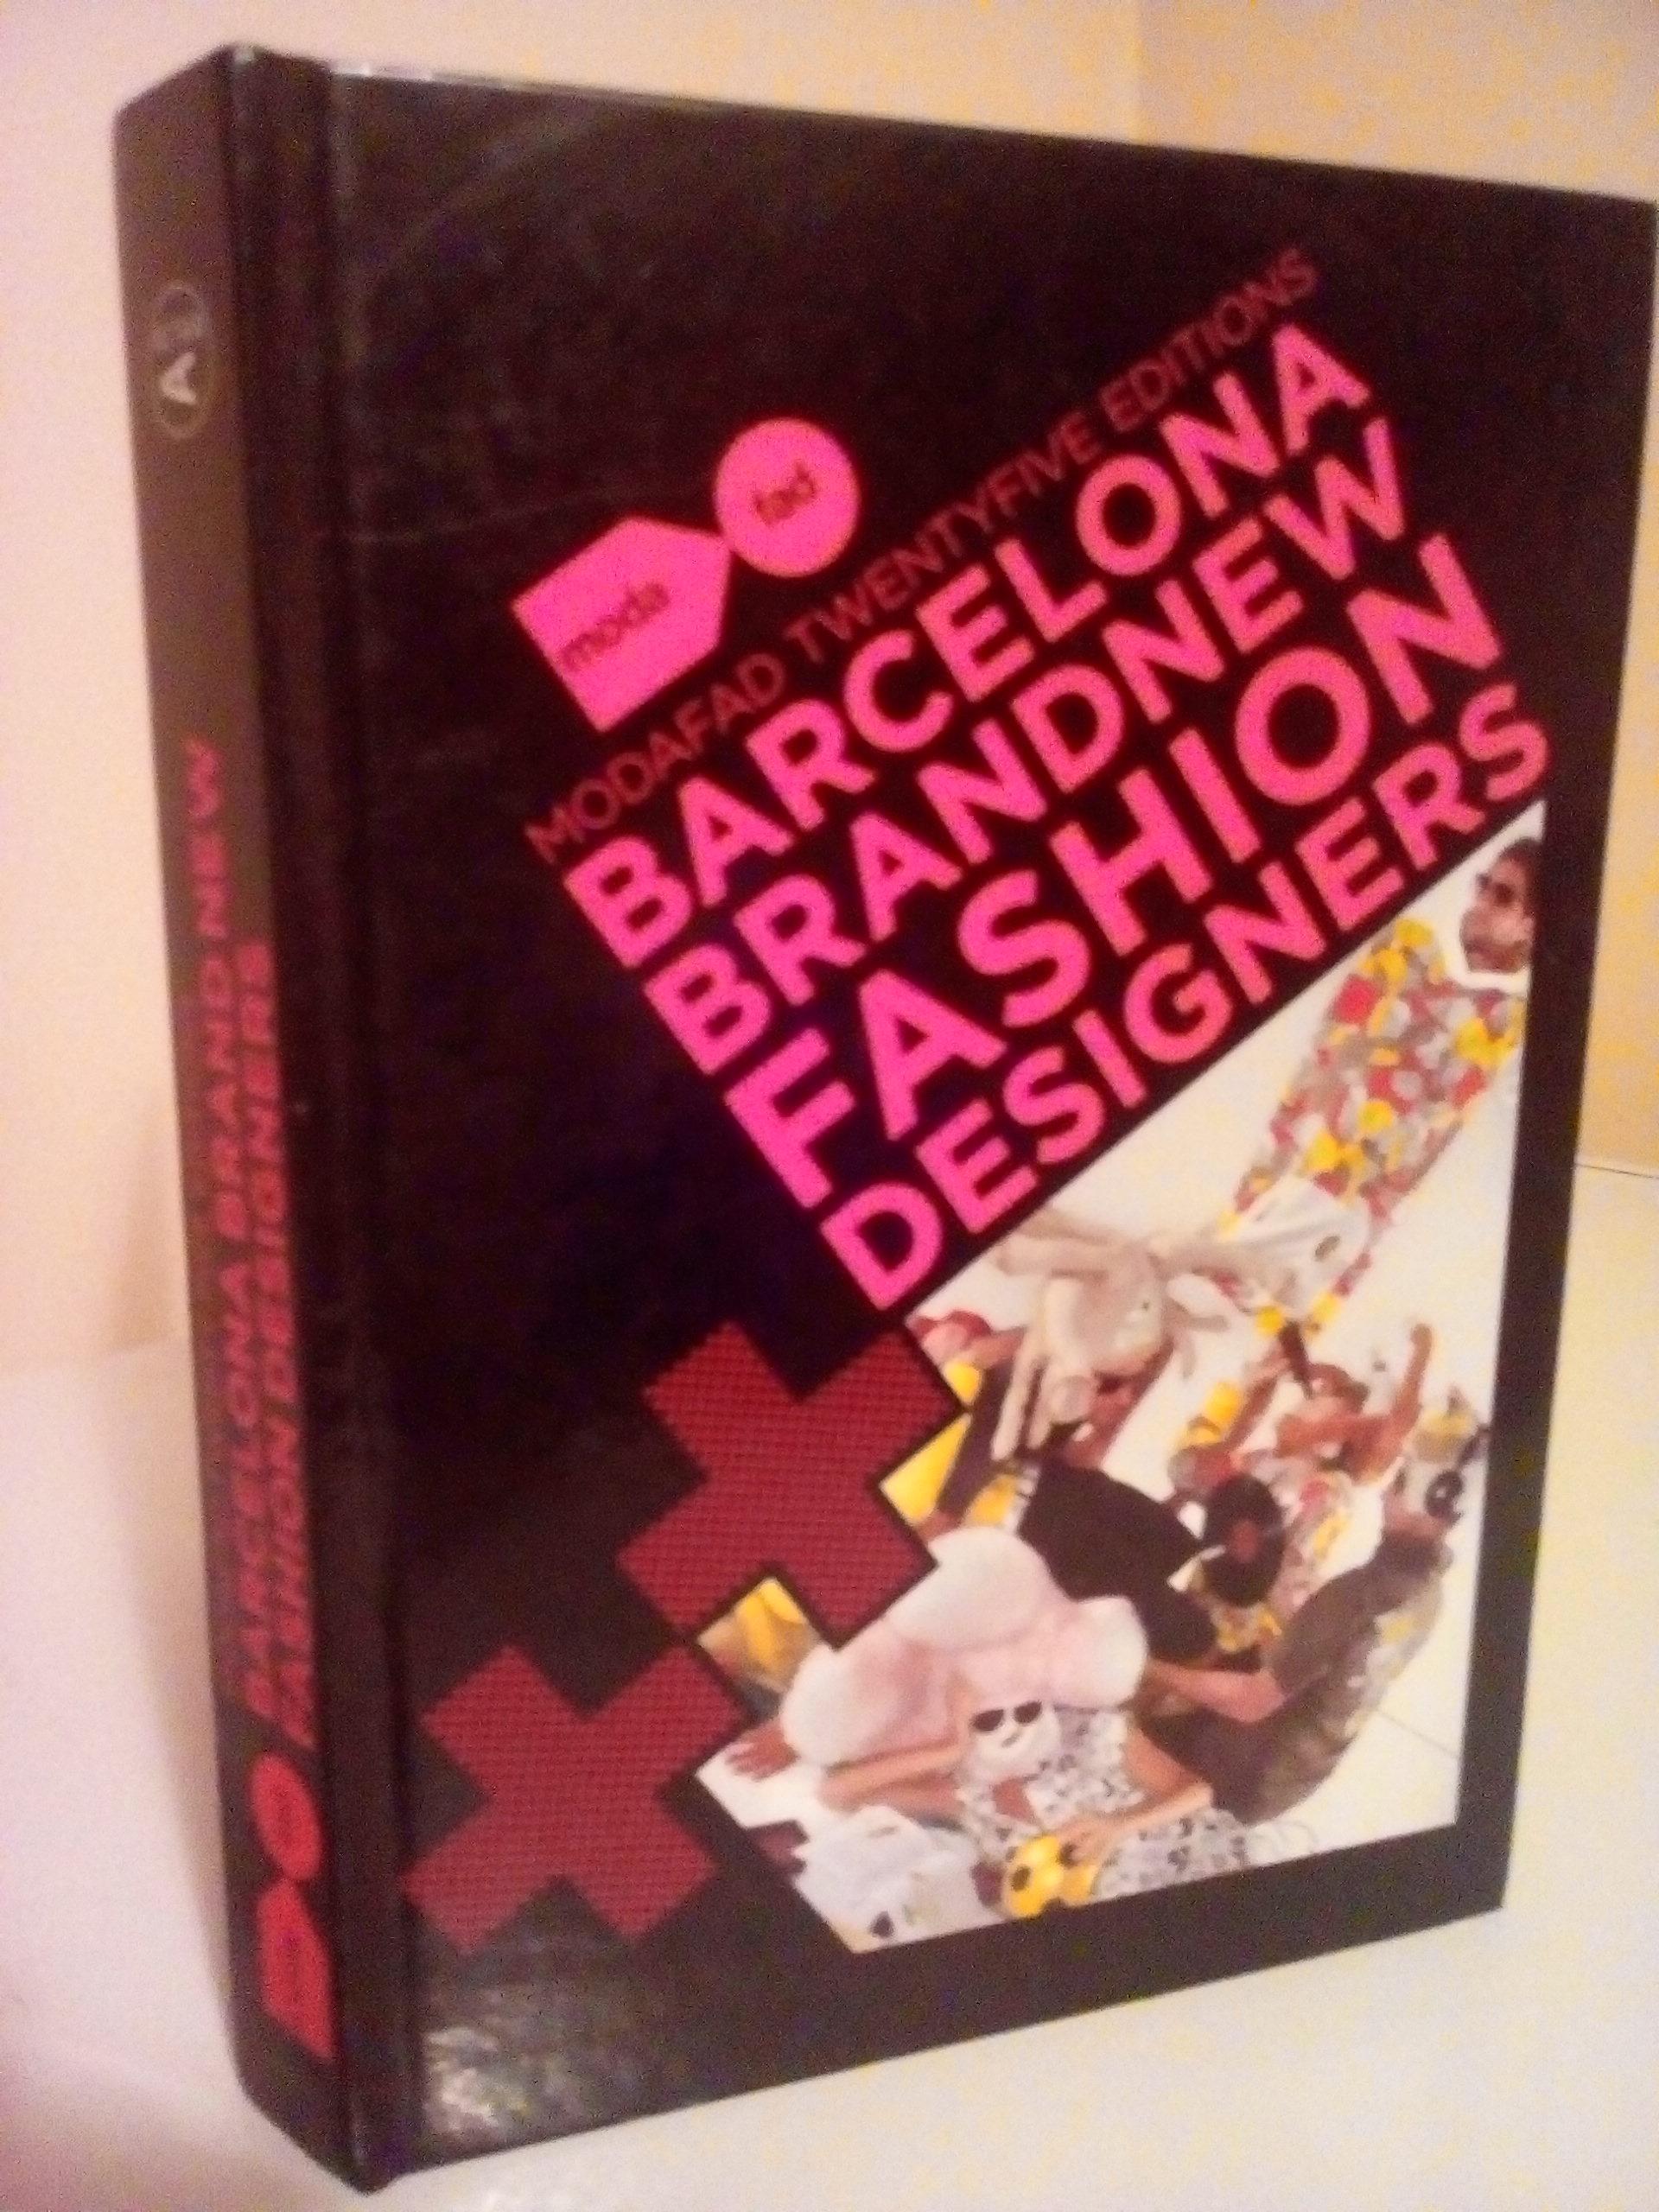 moda
fad
MODAFAD TWENTYFIVE EDITIONS
BARCELONA
BRANDNEW
FASHION
DESIGNERS
A
BARCELONA BRAND NEW
FASHION DESIGNERS